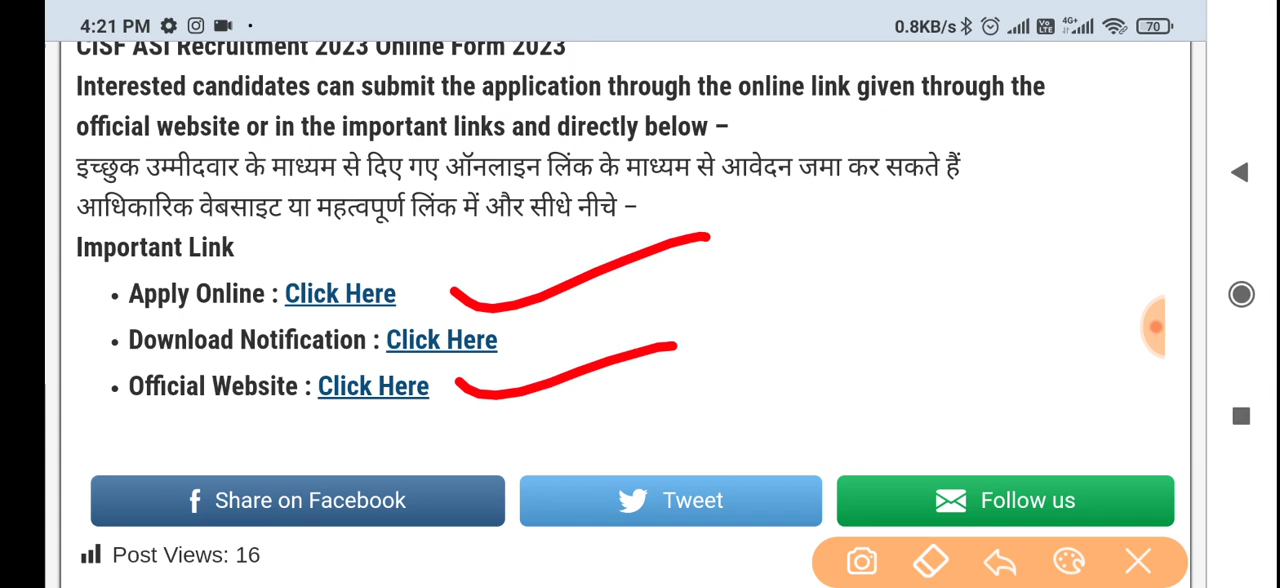 4:21 PM 0.8KB/s Vo LTE 4G+ 70
CISF ASI Recruitment 2023 Online Form 2023
Interested candidates can submit the application through the online link given through the
official website or in the important links and directly below –
इच्छुक उम्मीदवार के माध्यम से दिए गए ऑनलाइन लिंक के माध्यम से आवेदन जमा कर सकते हैं
आधिकारिक वेबसाइट या महत्वपूर्ण लिंक में और सीधे नीचे –
Important Link
• Apply Online : Click Here
• Download Notification : Click Here
• Official Website : Click Here
f Share on Facebook Tweet Follow us
Post Views: 16